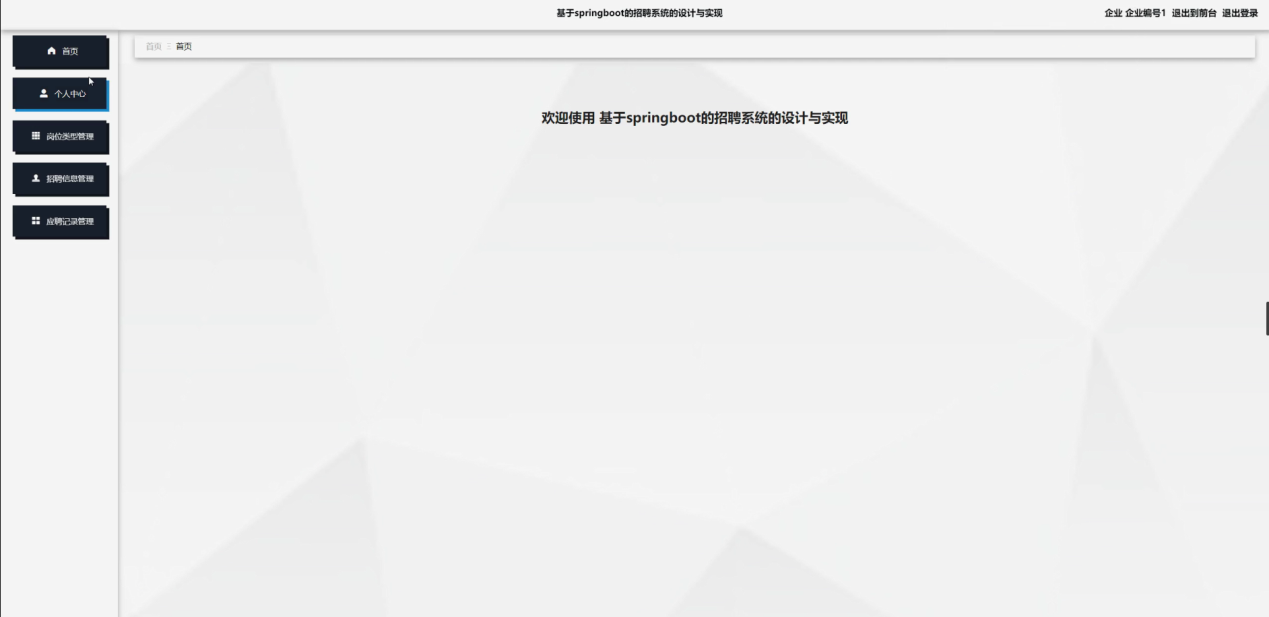 基于springboot的招聘系统的设计与实现
企业 企业编号1 退出到前台 退出登录
首页
个人中心
岗位类型管理
招聘信息管理
应聘记录管理
首页 : 首页
欢迎使用 基于springboot的招聘系统的设计与实现